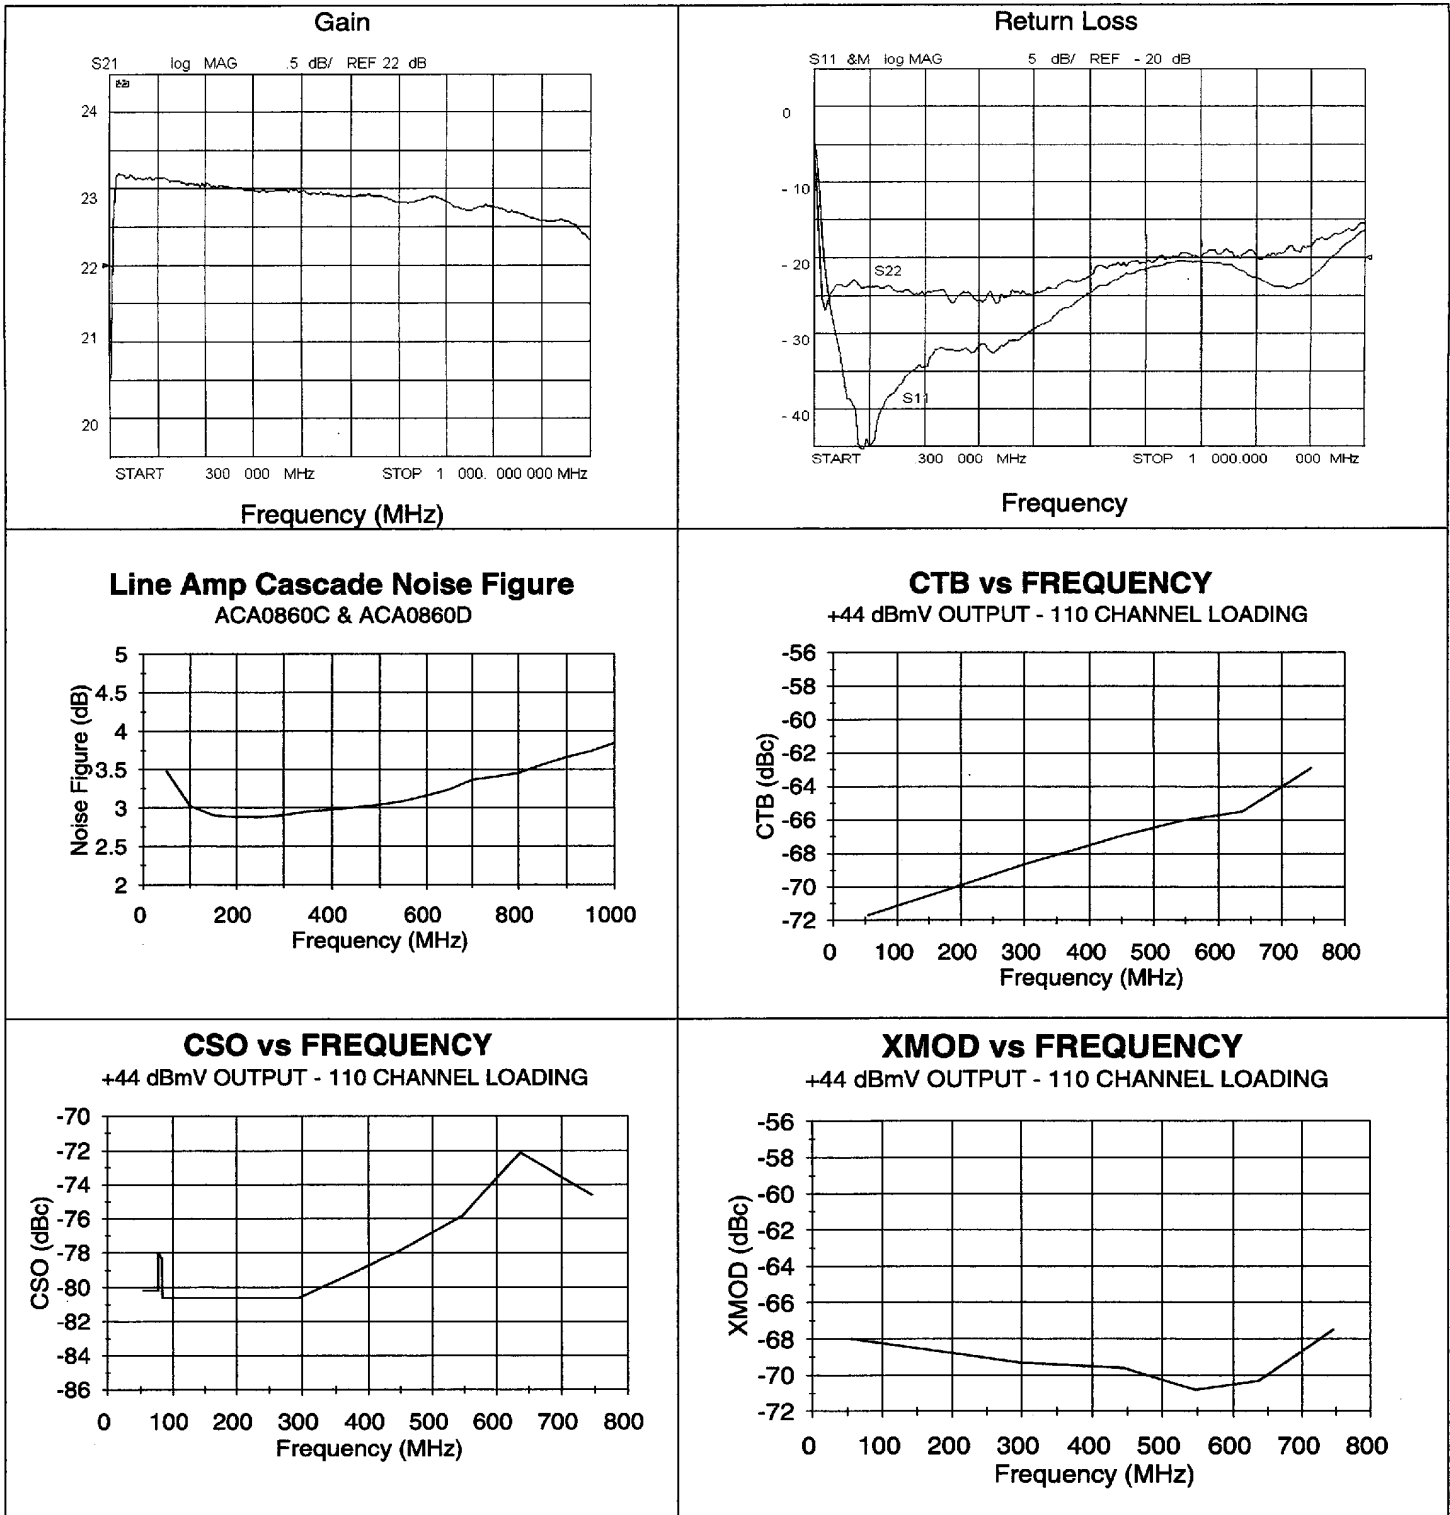 Gain
S21 log MAG .5 dB/ REF 22 dB
24
23
22
21
20
START 300 000 MHz STOP 1 000. 000 000 MHz
Frequency (MHz)
Return Loss
S11 &M log MAG 5 dB/ REF - 20 dB
0
- 10
- 20
- 30
- 40
S22
S11
START 300 000 MHz STOP 1 000.000 000 MHz
Frequency
Line Amp Cascade Noise Figure
ACA0860C & ACA0860D
Noise Figure (dB)
5
4.5
4
3.5
3
2.5
2
0 200 400 600 800 1000
Frequency (MHz)
CTB vs FREQUENCY
+44 dBmV OUTPUT - 110 CHANNEL LOADING
CTB (dBc)
-56
-58
-60
-62
-64
-66
-68
-70
-72
0 100 200 300 400 500 600 700 800
Frequency (MHz)
CSO vs FREQUENCY
+44 dBmV OUTPUT - 110 CHANNEL LOADING
CSO (dBc)
-70
-72
-74
-76
-78
-80
-82
-84
-86
0 100 200 300 400 500 600 700 800
Frequency (MHz)
XMOD vs FREQUENCY
+44 dBmV OUTPUT - 110 CHANNEL LOADING
XMOD (dBc)
-56
-58
-60
-62
-64
-66
-68
-70
-72
0 100 200 300 400 500 600 700 800
Frequency (MHz)